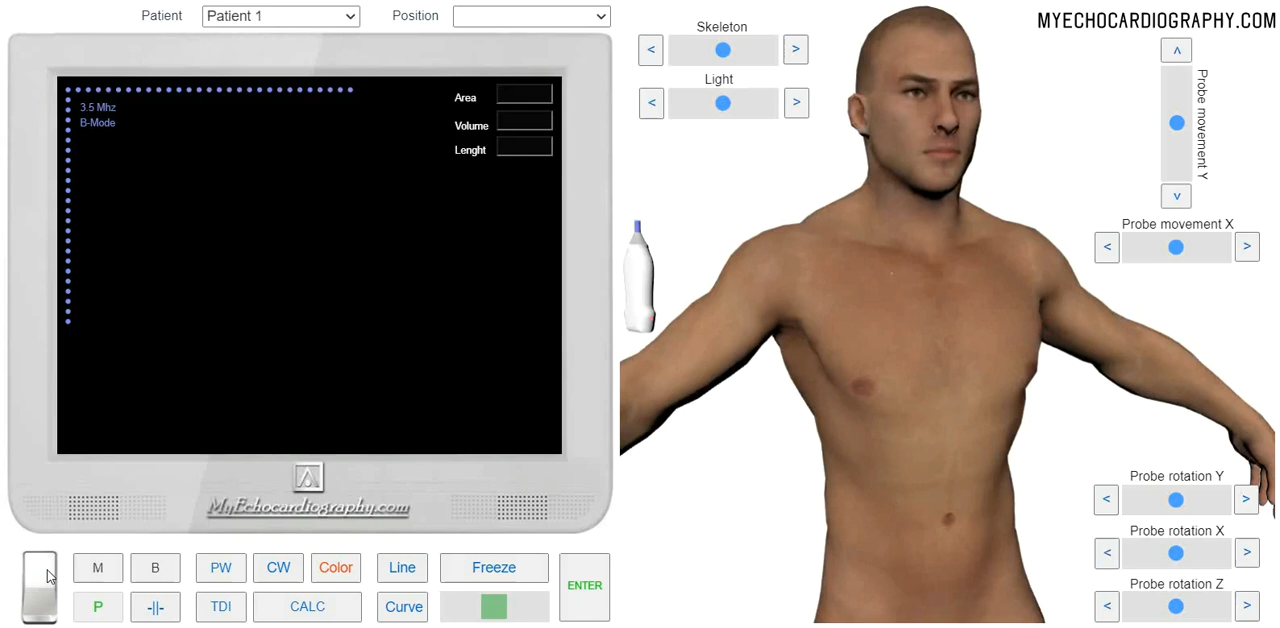 Patient
Patient 1
Position
Skeleton
<
>
Light
<
>
MYECHOCARDIOGRAPHY.COM
^
Probe movement Y
v
Probe movement X
<
>
3.5 Mhz
B-Mode
Area
Volume
Lenght
MyEchocardiography.com
Probe rotation Y
<
>
Probe rotation X
<
>
Probe rotation Z
<
>
M
B
PW
CW
Color
Line
Freeze
ENTER
P
-||-
TDI
CALC
Curve